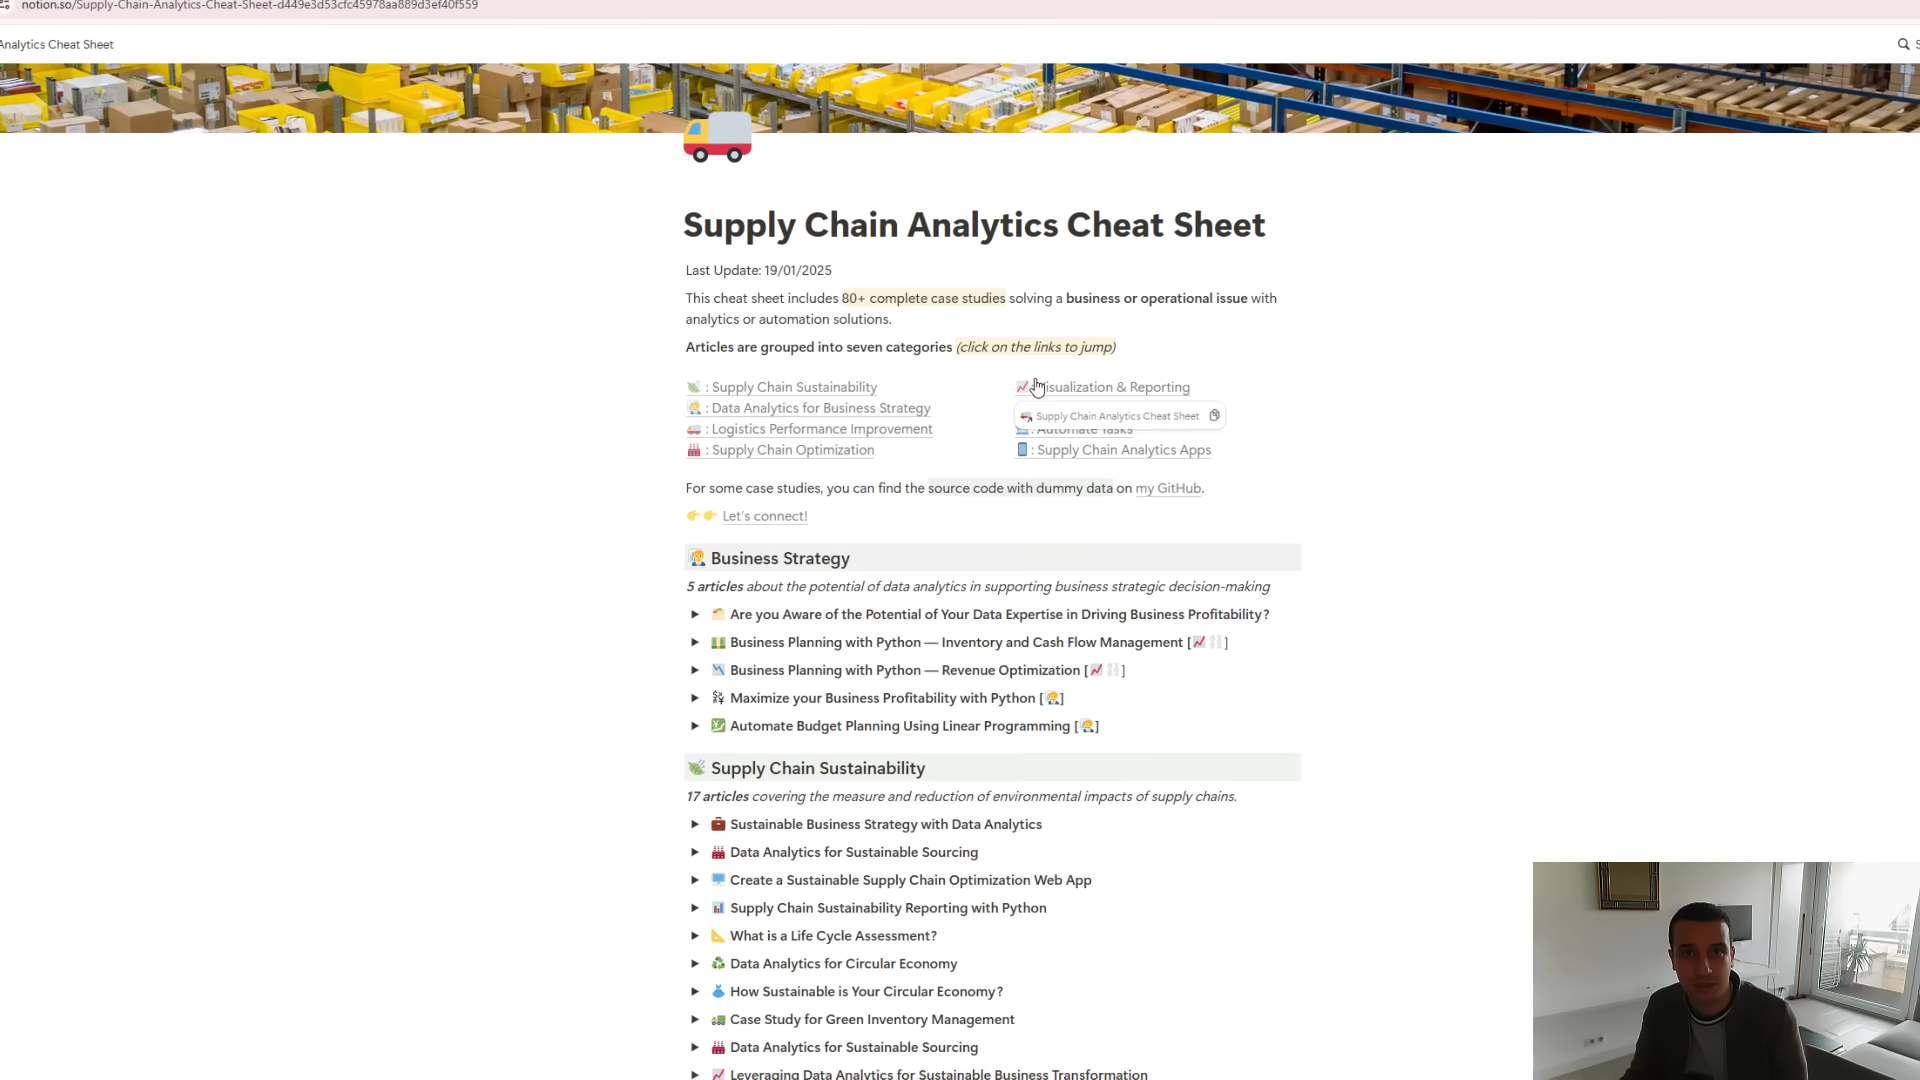 notion.so/Supply-Chain-Analytics-Cheat-Sheet-d449e3d53cfc45978aa889d3ef40f559
Analytics Cheat Sheet
Supply Chain Analytics Cheat Sheet
Last Update: 19/01/2025
This cheat sheet includes 80+ complete case studies solving a business or operational issue with
analytics or automation solutions.
Articles are grouped into seven categories (click on the links to jump)
: Supply Chain Sustainability
: Data Analytics for Business Strategy
: Logistics Performance Improvement
: Supply Chain Optimization
isualization & Reporting
Supply Chain Analytics Cheat Sheet
: Automate Tasks
: Supply Chain Analytics Apps
For some case studies, you can find the source code with dummy data on my GitHub.
👉👉 Let's connect!
Business Strategy
5 articles about the potential of data analytics in supporting business strategic decision-making
Are you Aware of the Potential of Your Data Expertise in Driving Business Profitability?
Business Planning with Python — Inventory and Cash Flow Management [📈⛓]
Business Planning with Python — Revenue Optimization [📈⛓]
Maximize your Business Profitability with Python [🧑‍💼]
Automate Budget Planning Using Linear Programming [🧑‍💼]
Supply Chain Sustainability
17 articles covering the measure and reduction of environmental impacts of supply chains.
Sustainable Business Strategy with Data Analytics
Data Analytics for Sustainable Sourcing
Create a Sustainable Supply Chain Optimization Web App
Supply Chain Sustainability Reporting with Python
What is a Life Cycle Assessment?
Data Analytics for Circular Economy
How Sustainable is Your Circular Economy?
Case Study for Green Inventory Management
Data Analytics for Sustainable Sourcing
Leveraging Data Analytics for Sustainable Business Transformation